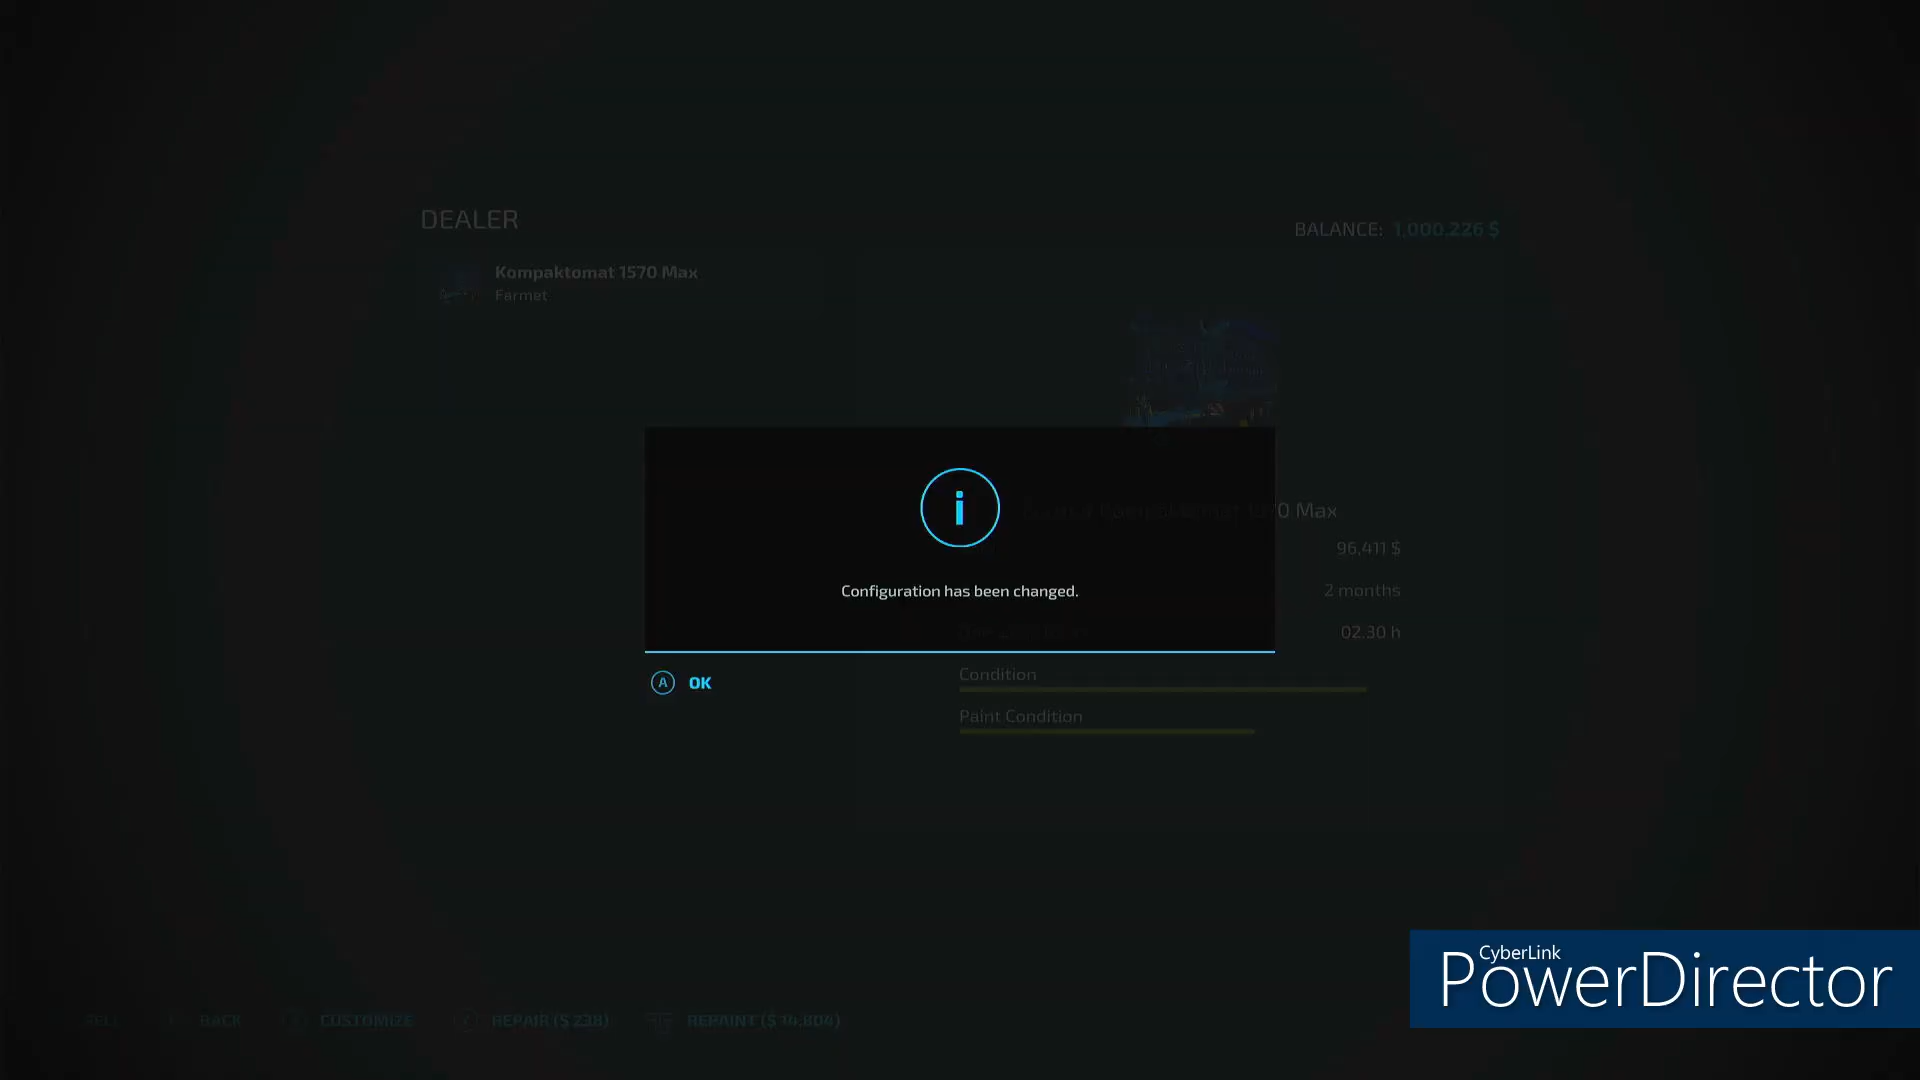 DEALER
BALANCE: 1,000,226 $
Kompaktomat 1570 Max
Farmet
0 Max
96,411 $
2 months
02.30 h
i
Configuration has been changed.
Condition
A OK
Paint Condition
CyberLink
PowerDirector
SELL
BACK
CUSTOMIZE
REPAIR ($ 238)
REPAINT ($ 14,804)